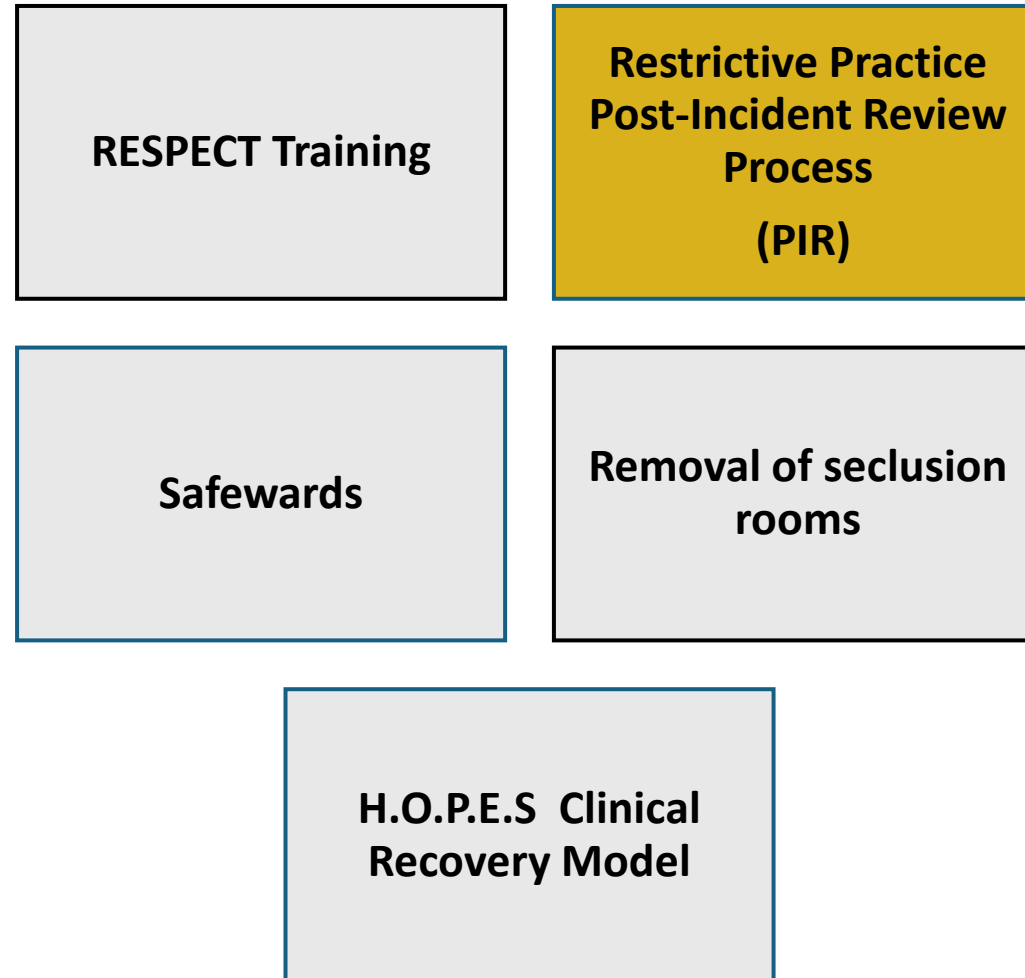 RESPECT Training
Restrictive Practice
Post-Incident Review
Process
(PIR)
Safewards
Removal of seclusion
rooms
H.O.P.E.S  Clinical
Recovery Model